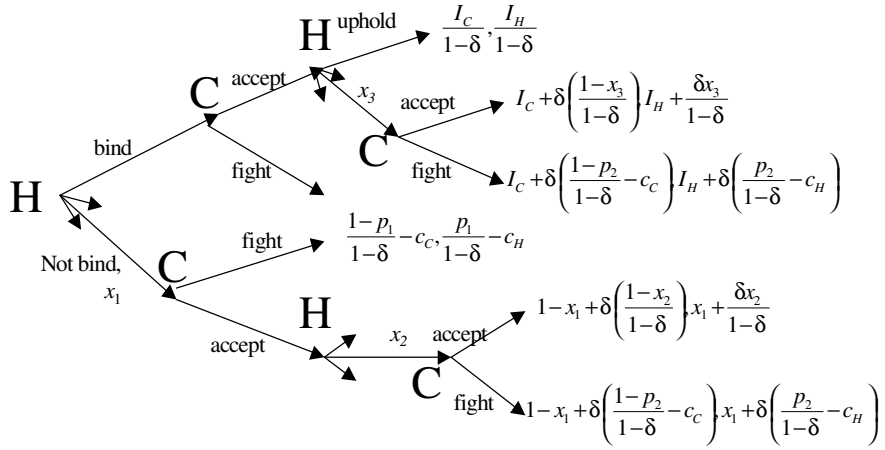 H uphold I_C/(1−δ), I_H/(1−δ)
C accept
x_3 accept I_C + δ((1−x_3)/(1−δ)), I_H + δx_3/(1−δ)
bind C
fight fight I_C + δ((1−p_2)/(1−δ) − c_C), I_H + δ(p_2/(1−δ) − c_H)
H
fight (1−p_1)/(1−δ) − c_C, p_1/(1−δ) − c_H
Not bind, C
x_1
H accept 1−x_1 + δ((1−x_2)/(1−δ)), x_1 + δx_2/(1−δ)
accept x_2
C
fight 1−x_1 + δ((1−p_2)/(1−δ) − c_C), x_1 + δ(p_2/(1−δ) − c_H)